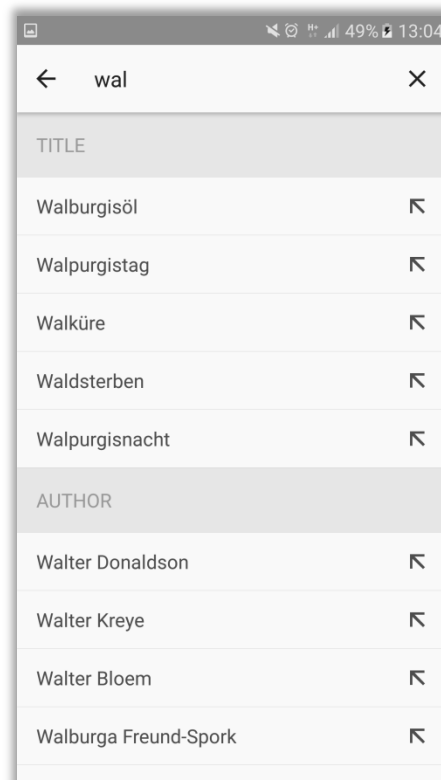 H+ 49% 13:04
wal
TITLE
Walburgisöl
Walpurgistag
Walküre
Waldsterben
Walpurgisnacht
AUTHOR
Walter Donaldson
Walter Kreye
Walter Bloem
Walburga Freund-Spork